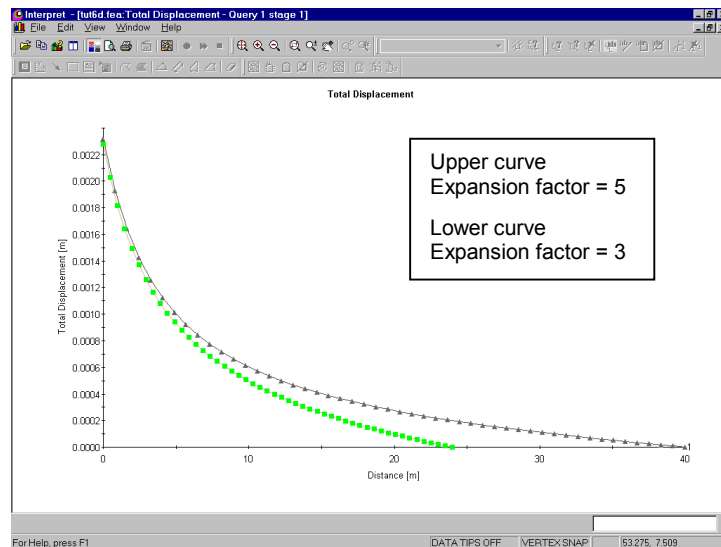 Interpret - [tut6d.fea:Total Displacement - Query 1 stage 1]
File Edit View Window Help
Total Displacement
Upper curve
Expansion factor = 5
Lower curve
Expansion factor = 3
Total Displacement [m]
0.0022
0.0020
0.0018
0.0016
0.0014
0.0012
0.0010
0.0008
0.0006
0.0004
0.0002
0.0000
0 10 20 30 40
1
Distance [m]
For Help, press F1 DATA TIPS OFF VERTEX SNAP 53.275, 7.509